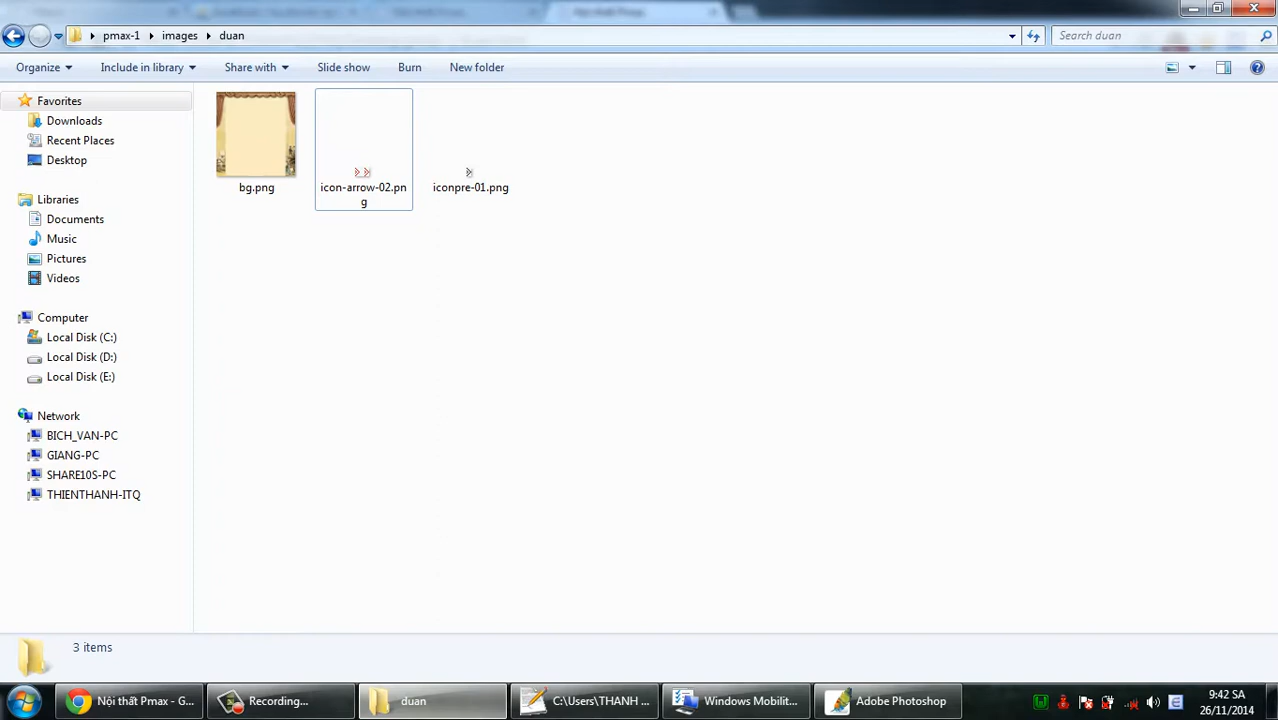 pmax-1 images duan
Search duan
Organize Include in library Share with Slide show Burn New folder
Favorites
Downloads
Recent Places
Desktop
Libraries
Documents
Music
Pictures
Videos
Computer
Local Disk (C:)
Local Disk (D:)
Local Disk (E:)
Network
BICH_VAN-PC
GIANG-PC
SHARE10S-PC
THIENTHANH-ITQ
bg.png
icon-arrow-02.pn
g
iconpre-01.png
3 items
Nội thất Pmax - G...
Recording...
duan
C:\Users\THANH ...
Windows Mobilit...
Adobe Photoshop
9:42 SA
26/11/2014